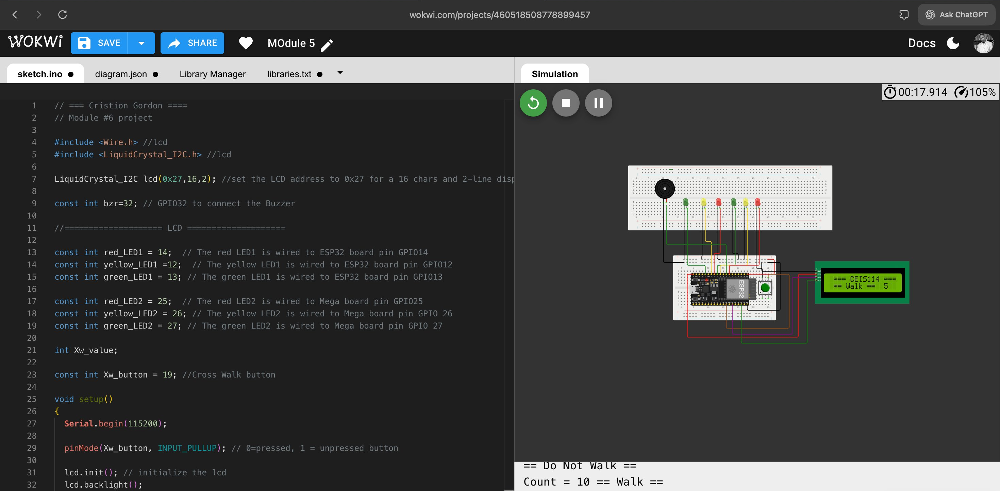 wokwi.com/projects/460518508778899457
Ask ChatGPT
WOKWi
SAVE
SHARE
MOdule 5
Docs
sketch.ino
diagram.json
Library Manager
libraries.txt
Simulation
00:17.914
105%
1 // === Cristion Gordon ====
2 // Module #6 project
3
4 #include <Wire.h> //lcd
5 #include <LiquidCrystal_I2C.h> //lcd
6
7 LiquidCrystal_I2C lcd(0x27,16,2); //set the LCD address to 0x27 for a 16 chars and 2-line disp
8
9 const int bzr=32; // GPIO32 to connect the Buzzer
10
11 //==================== LCD ====================
12
13 const int red_LED1 = 14;  // The red LED1 is wired to ESP32 board pin GPIO14
14 const int yellow_LED1 =12;  // The yellow LED1 is wired to ESP32 board pin GPIO12
15 const int green_LED1 = 13; // The green LED1 is wired to ESP32 board pin GPIO13
16
17 const int red_LED2 = 25;  // The red LED2 is wired to Mega board pin GPIO25
18 const int yellow_LED2 = 26; // The yellow LED2 is wired to Mega board pin GPIO 26
19 const int green_LED2 = 27; // The green LED2 is wired to Mega board pin GPIO 27
20
21 int Xw_value;
22
23 const int Xw_button = 19; //Cross Walk button
24
25 void setup()
26 {
27 Serial.begin(115200);
28
29 pinMode(Xw_button, INPUT_PULLUP); // 0=pressed, 1 = unpressed button
30
31 lcd.init(); // initialize the lcd
32 lcd.backlight();
ESP32
=== CEIS114 ===
== Walk == 5
== Do Not Walk ==
Count = 10 == Walk ==